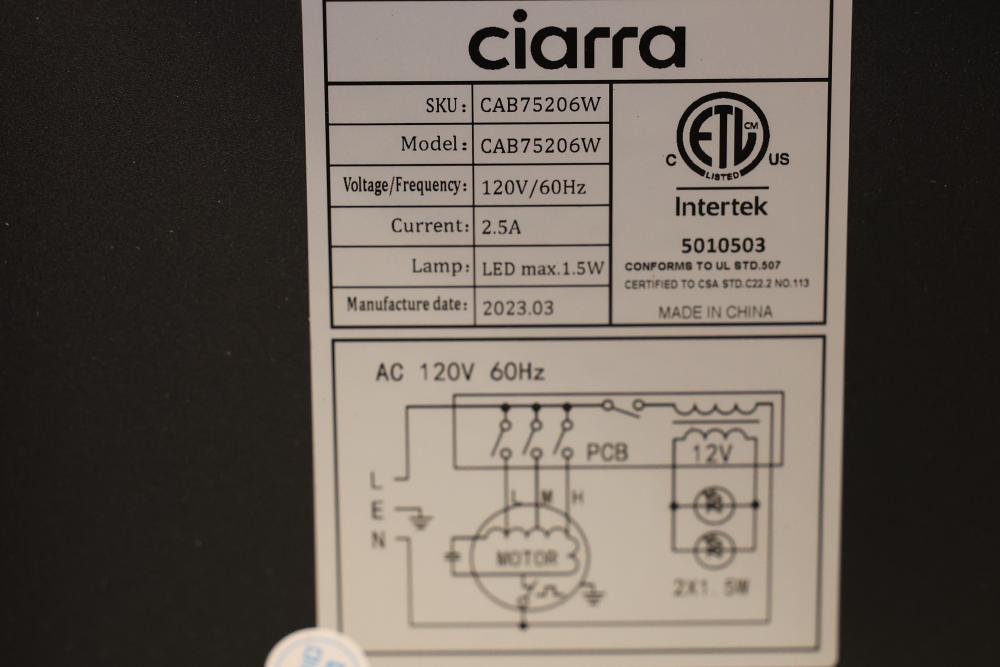 ciarra
SKU: CAB75206W
Model: CAB75206W
Voltage/Frequency: 120V/60Hz
Current: 2.5A
Lamp: LED max.1.5W
Manufacture date: 2023.03
ETL CM
C US
LISTED
Intertek
5010503
CONFORMS TO UL STD.507
CERTIFIED TO CSA STD.C22.2 NO.113
MADE IN CHINA
AC 120V 60Hz
PCB 12V
L
L M H
E
N
MOTOR
2X1.5W